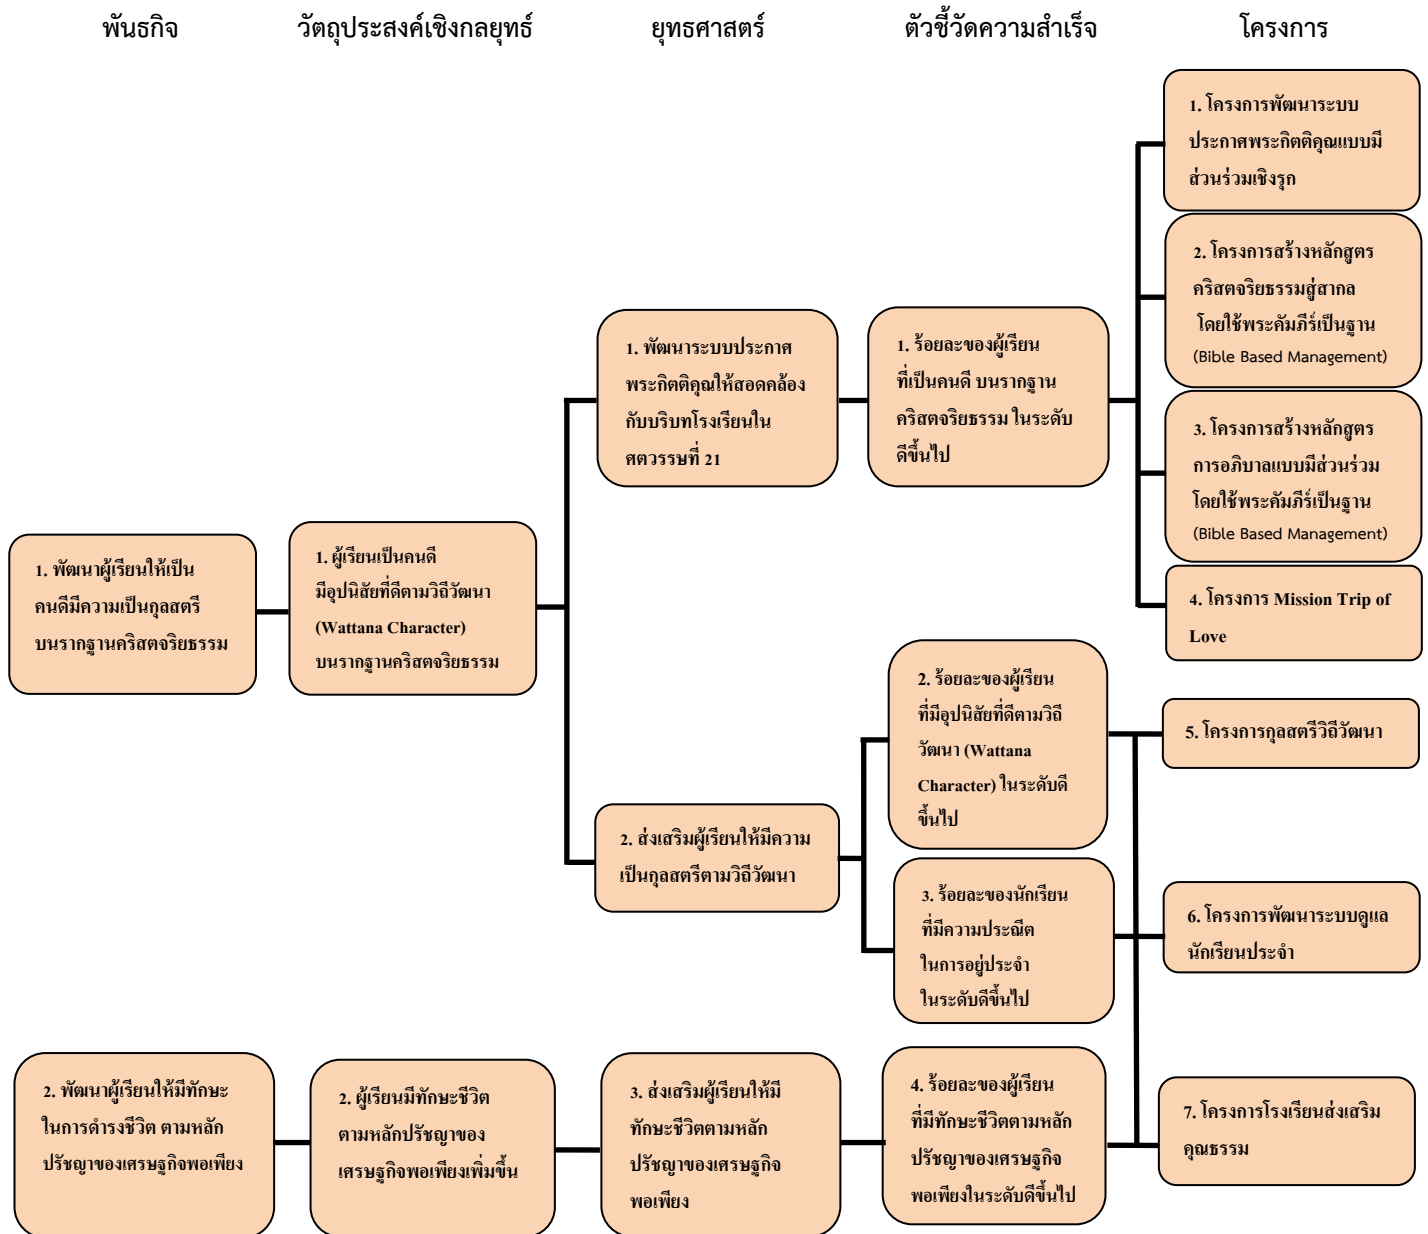 พันธกิจ
วัตถุประสงค์เชิงกลยุทธ์
ยุทธศาสตร์
ตัวชี้วัดความสำเร็จ
โครงการ
1. พัฒนาผู้เรียนให้เป็น
คนดีมีความเป็นกุลสตรี
บนรากฐานคริสตจริยธรรม
1. ผู้เรียนเป็นคนดี
มีอุปนิสัยที่ดีตามวิถีวัฒนา
(Wattana Character)
บนรากฐานคริสตจริยธรรม
1. พัฒนาระบบประกาศ
พระกิตติคุณให้สอดคล้อง
กับบริบทโรงเรียนใน
ศตวรรษที่ 21
1. ร้อยละของผู้เรียน
ที่เป็นคนดี บนรากฐาน
คริสตจริยธรรม ในระดับ
ดีขึ้นไป
1. โครงการพัฒนาระบบ
ประกาศพระกิตติคุณแบบมี
ส่วนร่วมเชิงรุก
2. โครงการสร้างหลักสูตร
คริสตจริยธรรมสู่สากล
โดยใช้พระคัมภีร์เป็นฐาน
(Bible Based Management)
3. โครงการสร้างหลักสูตร
การอภิบาลแบบมีส่วนร่วม
โดยใช้พระคัมภีร์เป็นฐาน
(Bible Based Management)
4. โครงการ Mission Trip of
Love
2. ส่งเสริมผู้เรียนให้มีความ
เป็นกุลสตรีตามวิถีวัฒนา
2. ร้อยละของผู้เรียน
ที่มีอุปนิสัยที่ดีตามวิถี
วัฒนา (Wattana
Character) ในระดับดี
ขึ้นไป
3. ร้อยละของนักเรียน
ที่มีความประณีต
ในการอยู่ประจำ
ในระดับดีขึ้นไป
5. โครงการกุลสตรีวิถีวัฒนา
6. โครงการพัฒนาระบบดูแล
นักเรียนประจำ
2. พัฒนาผู้เรียนให้มีทักษะ
ในการดำรงชีวิต ตามหลัก
ปรัชญาของเศรษฐกิจพอเพียง
2. ผู้เรียนมีทักษะชีวิต
ตามหลักปรัชญาของ
เศรษฐกิจพอเพียงเพิ่มขึ้น
3. ส่งเสริมผู้เรียนให้มี
ทักษะชีวิตตามหลัก
ปรัชญาของเศรษฐกิจ
พอเพียง
4. ร้อยละของผู้เรียน
ที่มีทักษะชีวิตตามหลัก
ปรัชญาของเศรษฐกิจ
พอเพียงในระดับดีขึ้นไป
7. โครงการโรงเรียนส่งเสริม
คุณธรรม